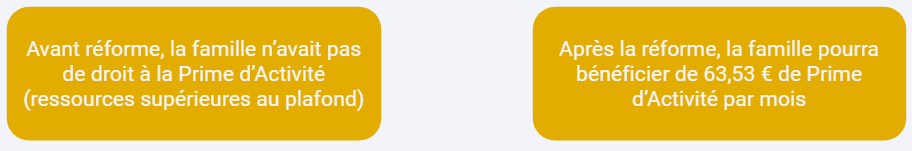 Avant réforme, la famille n’avait pas
de droit à la Prime d’Activité
(ressources supérieures au plafond)
Après la réforme, la famille pourra
bénéficier de 63,53 € de Prime
d’Activité par mois